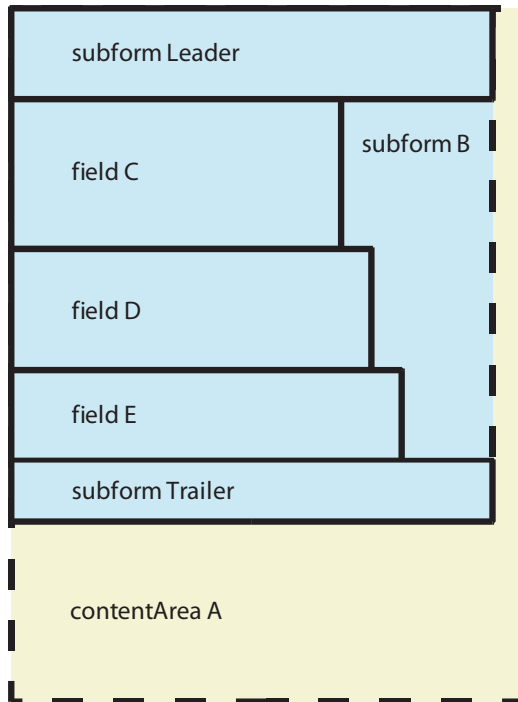 subform Leader
subform B
field C
field D
field E
subform Trailer
contentArea A